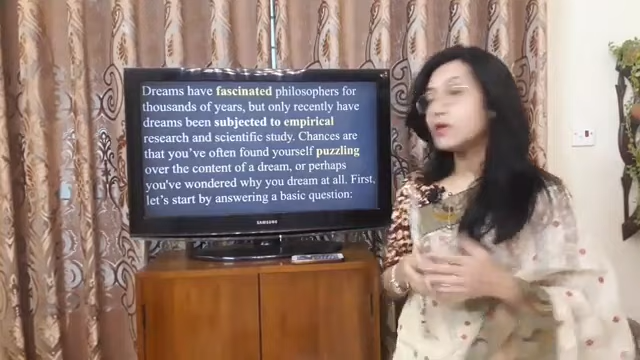 Dreams have fascinated philosophers for
thousands of years, but only recently have
dreams been subjected to empirical
research and scientific study. Chances are
that you've often found yourself puzzling
over the content of a dream, or perhaps
you've wondered why you dream at all. First,
let's start by answering a basic question:
SAMSUNG